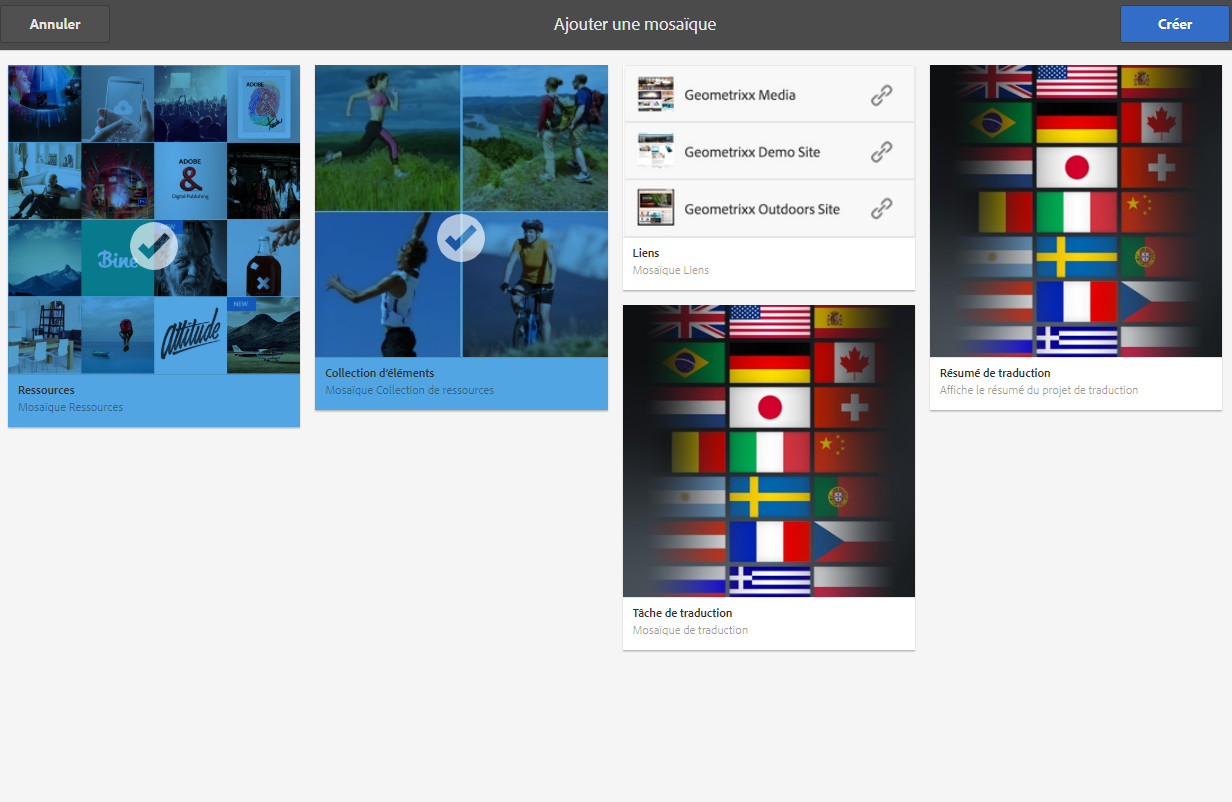 Annuler
Ajouter une mosaïque
Créer
ADOBE
ADOBE
&
Digital Publishing
Bine
NEW
Attitude
NEW
Ressources
Mosaïque Ressources
Collection d'éléments
Mosaïque Collection de ressources
Geometrixx Media
Geometrixx Demo Site
Geometrixx Outdoors Site
Liens
Mosaïque Liens
Tâche de traduction
Mosaïque de traduction
Résumé de traduction
Affiche le résumé du projet de traduction